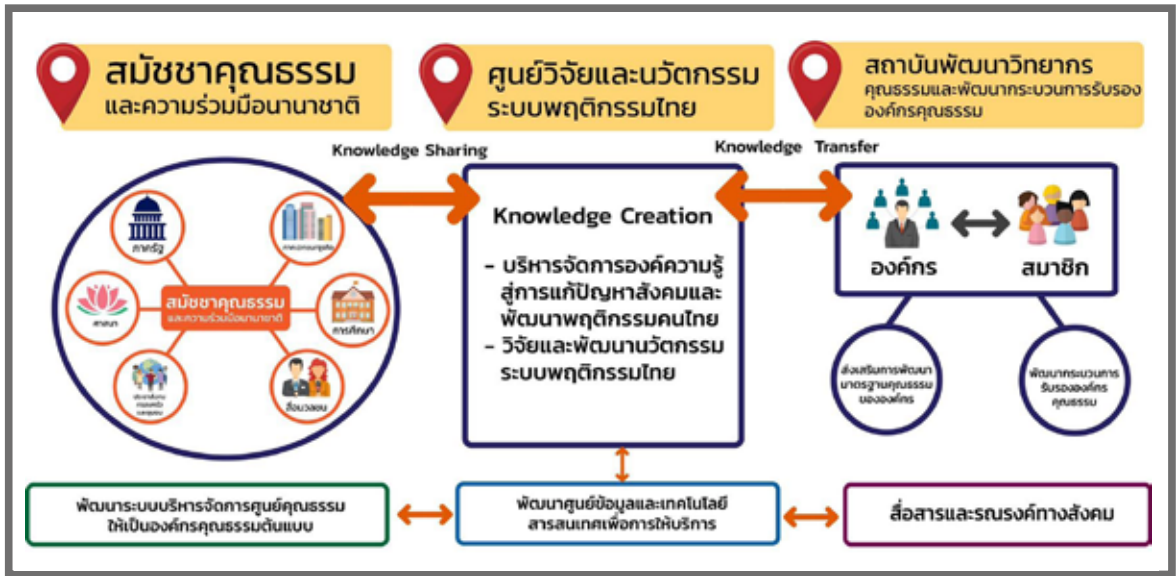 สมัชชาคุณธรรม
และความร่วมมือนานาชาติ
ศูนย์วิจัยและนวัตกรรม
ระบบพฤติกรรมไทย
สถาบันพัฒนาวิทยากร
คุณธรรมและพัฒนากระบวนการรับรอง
องค์กรคุณธรรม
Knowledge Sharing
Knowledge Transfer
ภาครัฐ
ศาสนา
สมัชชาคุณธรรม
และความร่วมมือนานาชาติ
การศึกษา
สื่อมวลชน
Knowledge Creation
- บริหารจัดการองค์ความรู้
สู่การแก้ปัญหาสังคมและ
พัฒนาพฤติกรรมคนไทย
- วิจัยและพัฒนานวัตกรรม
ระบบพฤติกรรมไทย
องค์กร
สมาชิก
ส่งเสริมการพัฒนา
มาตรฐานคุณธรรม
ขององค์กร
พัฒนากระบวนการ
รับรององค์กร
คุณธรรม
พัฒนาระบบบริหารจัดการศูนย์คุณธรรม
ให้เป็นองค์กรคุณธรรมต้นแบบ
พัฒนาศูนย์ข้อมูลและเทคโนโลยี
สารสนเทศเพื่อการให้บริการ
สื่อสารและรณรงค์ทางสังคม